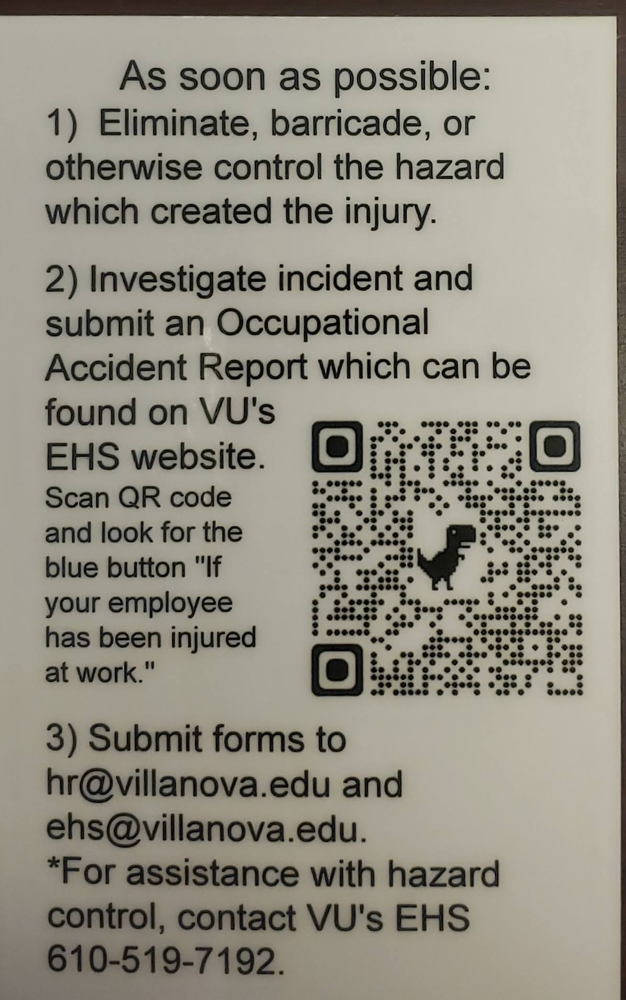 As soon as possible:
1) Eliminate, barricade, or
otherwise control the hazard
which created the injury.
2) Investigate incident and
submit an Occupational
Accident Report which can be
found on VU's
EHS website.
Scan QR code
and look for the
blue button "If
your employee
has been injured
at work."
3) Submit forms to
hr@villanova.edu and
ehs@villanova.edu.
*For assistance with hazard
control, contact VU's EHS
610-519-7192.